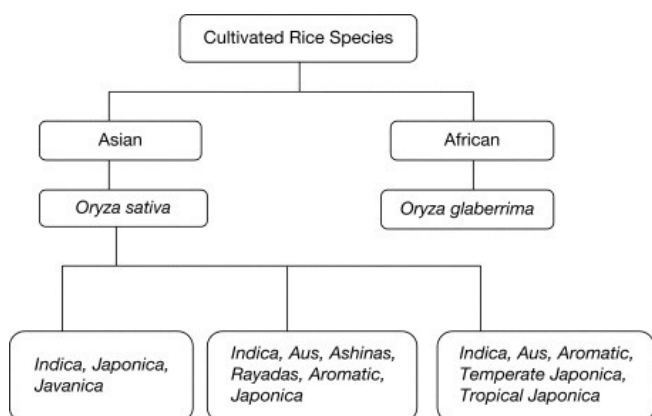 Cultivated Rice Species
Asian
African
Oryza sativa
Oryza glaberrima
Indica, Japonica,
Javanica
Indica, Aus, Ashinas,
Rayadas, Aromatic,
Japonica
Indica, Aus, Aromatic,
Temperate Japonica,
Tropical Japonica